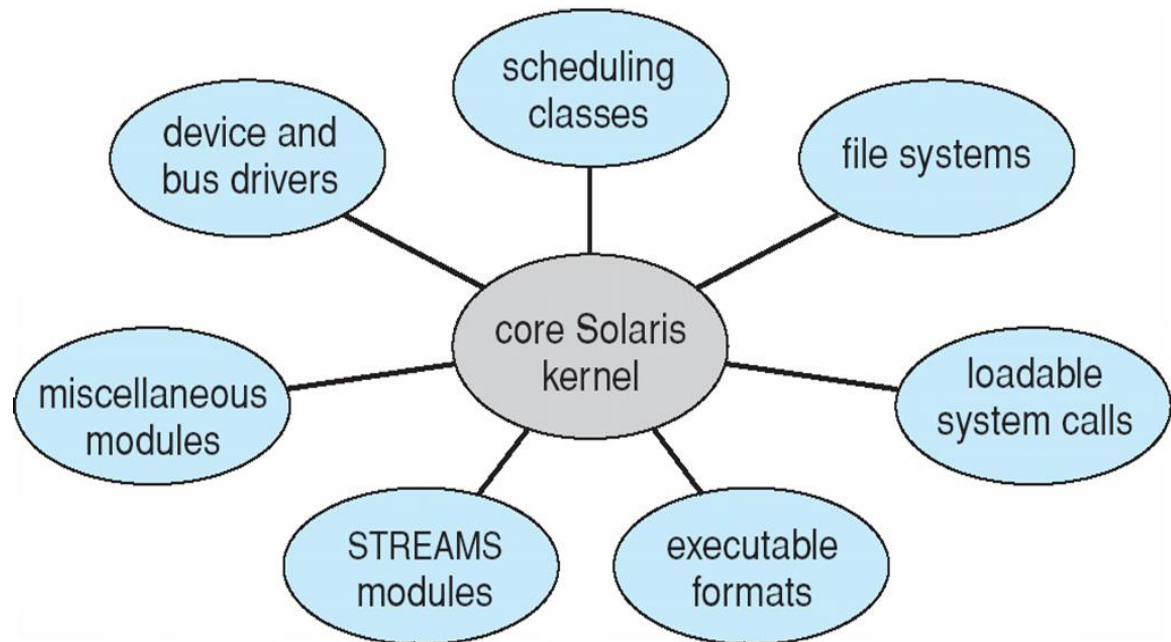 scheduling
classes
device and
bus drivers
file systems
core Solaris
kernel
loadable
system calls
miscellaneous
modules
STREAMS
modules
executable
formats